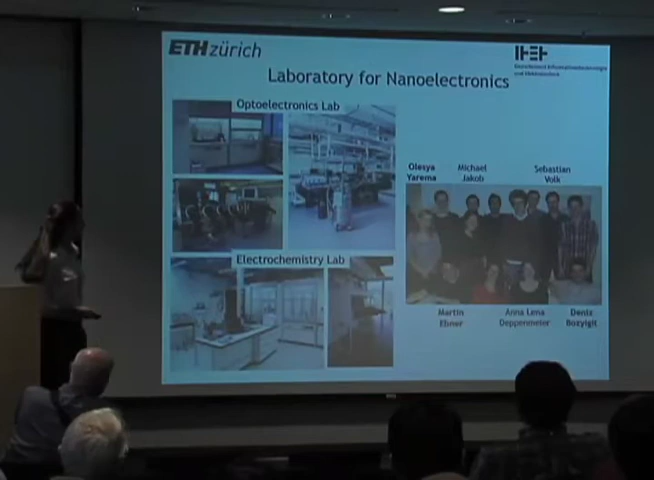 ETH zürich
Laboratory for Nanoelectronics
Optoelectronics Lab
Olesya
Yarema
Michael
Jakob
Sebastian
Volk
Electrochemistry Lab
Martin
Ebner
Anna Lena
Deppenmeier
Deniz
Bozyigit